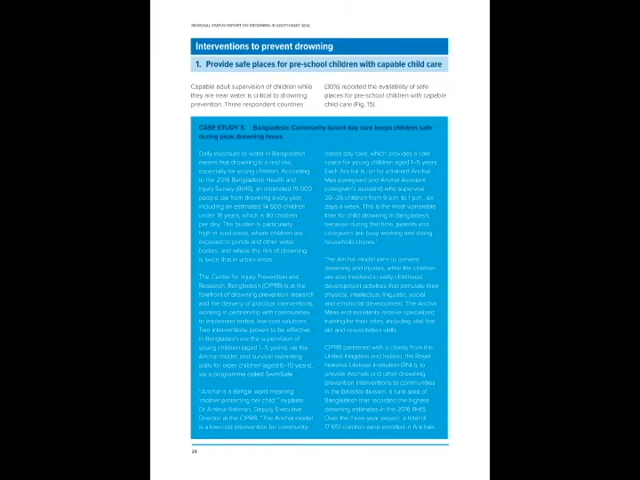 REGIONAL STATUS REPORT ON DROWNING IN SOUTH-EAST ASIA
Interventions to prevent drowning
1. Provide safe places for pre-school children with capable child care
Capable adult supervision of children while
they are near water is critical to drowning
prevention. Three respondent countries
(30%) reported the availability of safe
places for pre-school children with capable
child care (Fig. 15).
CASE STUDY 3. Bangladesh: Community-based day care keeps children safe
during peak drowning hours
Daily exposure to water in Bangladesh
means that drowning is a real risk,
especially for young children. According
to the 2016 Bangladesh Health and
Injury Survey (BHIS), an estimated 19 000
people die from drowning every year,
including an estimated 14 500 children
under 18 years, which is 40 children
per day. The burden is particularly
high in rural areas, where children are
exposed to ponds and other water
bodies, and where the risk of drowning
is twice that in urban areas.
The Centre for Injury Prevention and
Research, Bangladesh (CIPRB) is at the
forefront of drowning prevention research
and the delivery of practical interventions,
working in partnership with communities
to implement tested, low-cost solutions.
Two interventions proven to be effective
in Bangladesh are the supervision of
young children (aged 1–5 years), via the
Anchal model, and survival swimming
skills for older children (aged 6–10 years),
via a programme called SwimSafe.
"Anchal is a Bangla word meaning
'mother protecting her child'," explains
Dr Aminur Rahman, Deputy Executive
Director at the CIPRB. "The Anchal model
is a low-cost intervention for community-
based day care, which provides a safe
space for young children aged 1–5 years.
Each Anchal is run by a trained Anchal
Maa (caregiver) and Anchal Assistant
(caregiver's assistant) who supervise
20–25 children from 9 a.m. to 1 p.m., six
days a week. This is the most vulnerable
time for child drowning in Bangladesh,
because during that time, parents and
caregivers are busy working and doing
household chores."
The Anchal model aims to prevent
drowning and injuries, while the children
are also involved in early childhood
development activities that stimulate their
physical, intellectual, linguistic, social
and emotional development. The Anchal
Maas and assistants receive specialized
training for their roles, including vital first
aid and resuscitation skills.
CIPRB partnered with a charity from the
United Kingdom and Ireland, the Royal
National Lifeboat Institution (RNLI), to
provide Anchals and other drowning
prevention interventions to communities
in the Barishal division, a rural area of
Bangladesh that recorded the highest
drowning estimates in the 2016 BHIS.
Over the three-year project, a total of
17 651 children were enrolled in Anchals.